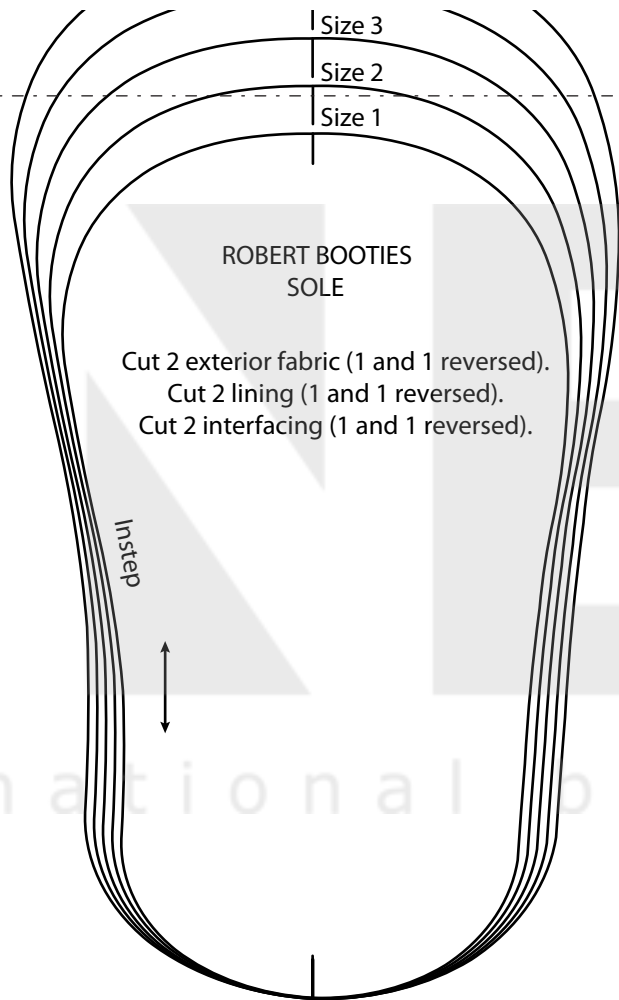 Size 3
Size 2
Size 1
ROBERT BOOTIES
SOLE
Cut 2 exterior fabric (1 and 1 reversed).
Cut 2 lining (1 and 1 reversed).
Cut 2 interfacing (1 and 1 reversed).
Instep
NE
national b